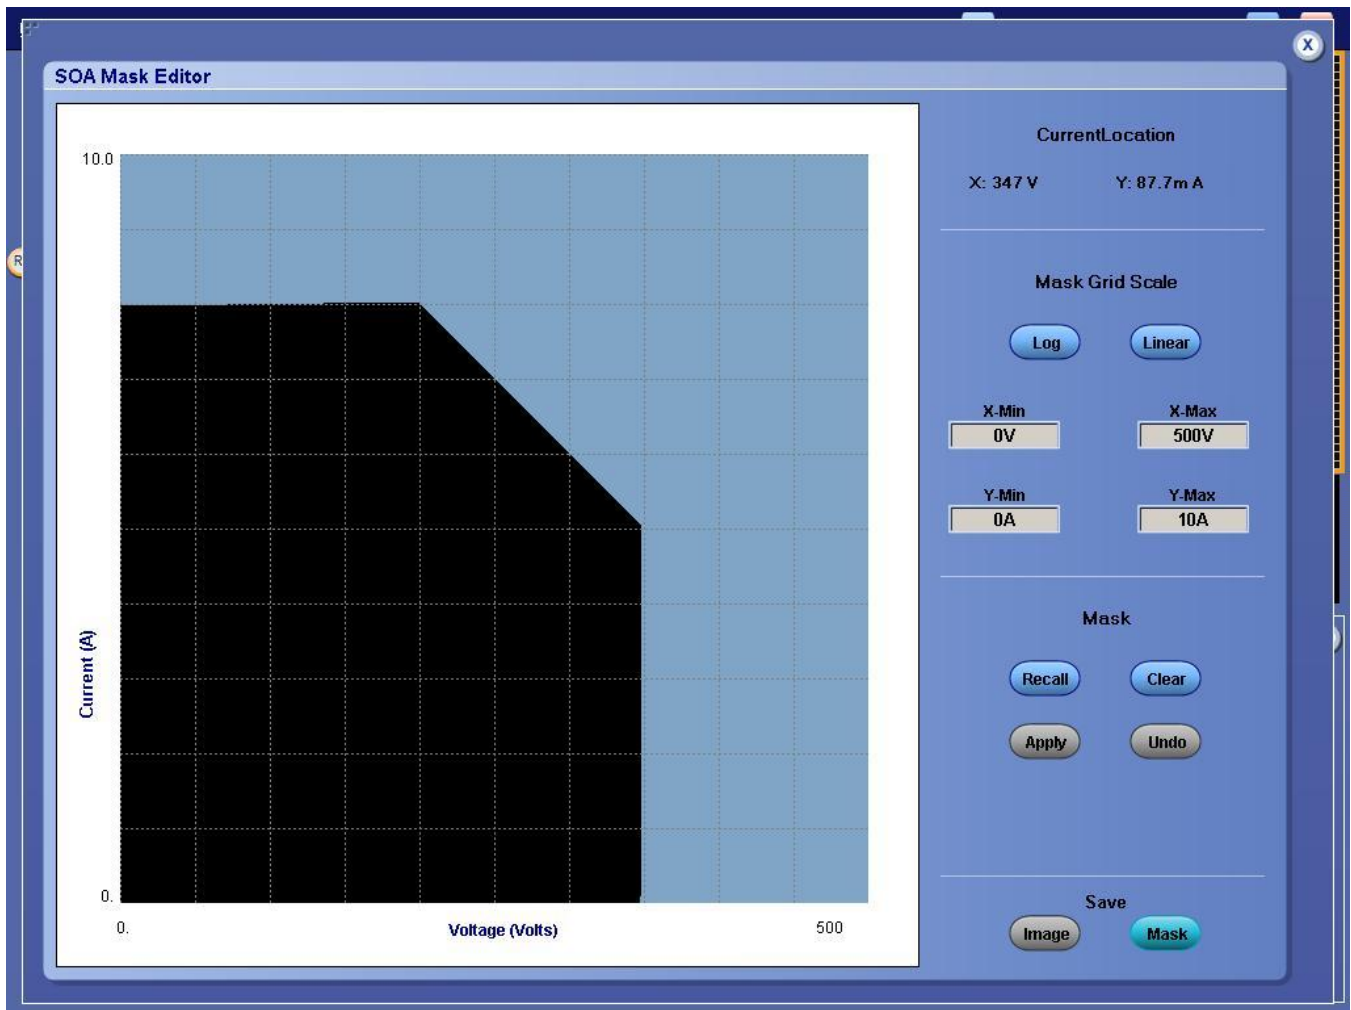 SOA Mask Editor
10.0
0.
Current (A)
0.
Voltage (Volts)
500
CurrentLocation
X: 347 V
Y: 87.7m A
Mask Grid Scale
Log
Linear
X-Min
X-Max
0V
500V
Y-Min
Y-Max
0A
10A
Mask
Recall
Clear
Apply
Undo
Save
Image
Mask
X
R